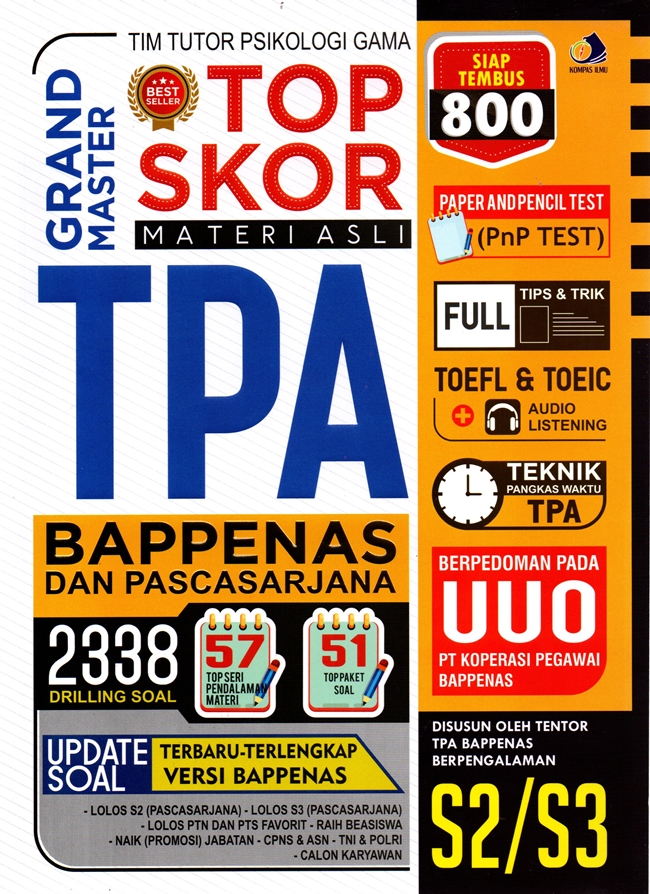 TIM TUTOR PSIKOLOGI GAMA
GRAND
MASTER
BEST
SELLER
TOP
SKOR
MATERI ASLI
TPA
BAPPENAS
DAN PASCASARJANA
2338
DRILLING SOAL
57
TOP SERI
PENDALAMAN
MATERI
51
TOP PAKET
SOAL
UPDATE
SOAL
TERBARU-TERLENGKAP
VERSI BAPPENAS
- LOLOS S2 (PASCASARJANA) - LOLOS S3 (PASCASARJANA)
- LOLOS PTN DAN PTS FAVORIT - RAIH BEASISWA
- NAIK (PROMOSI) JABATAN - CPNS & ASN - TNI & POLRI
- CALON KARYAWAN
SIAP
TEMBUS
800
KOMPAS ILMU
PAPER AND PENCIL TEST
(PnP TEST)
FULL
TIPS & TRIK
TOEFL & TOEIC
AUDIO
LISTENING
TEKNIK
PANGKAS WAKTU
TPA
BERPEDOMAN PADA
UUO
PT KOPERASI PEGAWAI
BAPPENAS
DISUSUN OLEH TENTOR
TPA BAPPENAS
BERPENGALAMAN
S2/S3